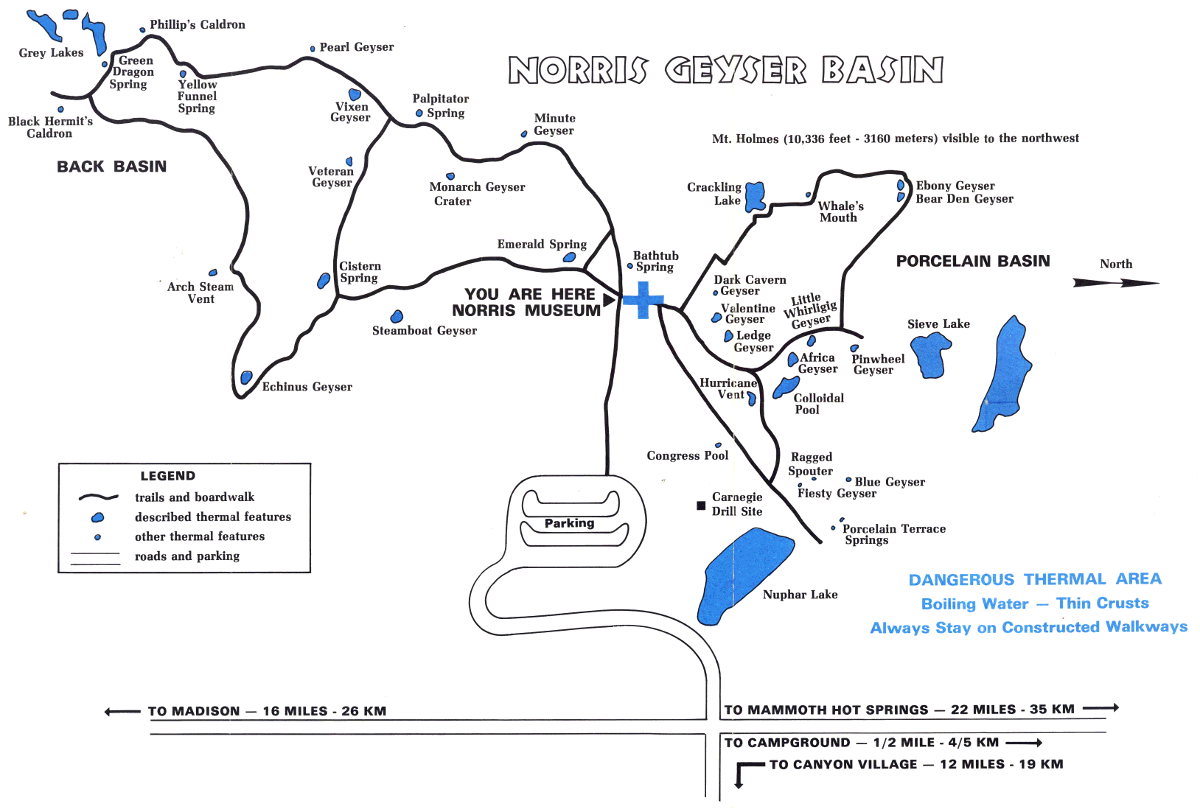 NORRIS GEYSER BASIN
Mt. Holmes (10,336 feet - 3160 meters) visible to the northwest
Phillip's Caldron
Grey Lakes
Green
Dragon
Spring
Yellow
Funnel
Spring
Pearl Geyser
Vixen
Geyser
Palpitator
Spring
Minute
Geyser
Black Hermit's
Caldron
BACK BASIN
Veteran
Geyser
Monarch Geyser
Crater
Crackling
Lake
Whale's
Mouth
Ebony Geyser
Bear Den Geyser
Emerald Spring
Bathtub
Spring
PORCELAIN BASIN
North
Arch Steam
Vent
Cistern
Spring
YOU ARE HERE
NORRIS MUSEUM
Steamboat Geyser
Dark Cavern
Geyser
Valentine
Geyser
Ledge
Geyser
Little
Whirligig
Geyser
Sieve Lake
Africa
Geyser
Pinwheel
Geyser
Echinus Geyser
Hurricane
Vent
Colloidal
Pool
Congress Pool
Ragged
Spouter
Blue Geyser
Fiesty Geyser
Carnegie
Drill Site
Porcelain Terrace
Springs
Nuphar Lake
LEGEND
trails and boardwalk
described thermal features
other thermal features
roads and parking
Parking
DANGEROUS THERMAL AREA
Boiling Water — Thin Crusts
Always Stay on Constructed Walkways
TO MADISON — 16 MILES - 26 KM
TO MAMMOTH HOT SPRINGS — 22 MILES - 35 KM
TO CAMPGROUND — 1/2 MILE - 4/5 KM
TO CANYON VILLAGE — 12 MILES - 19 KM